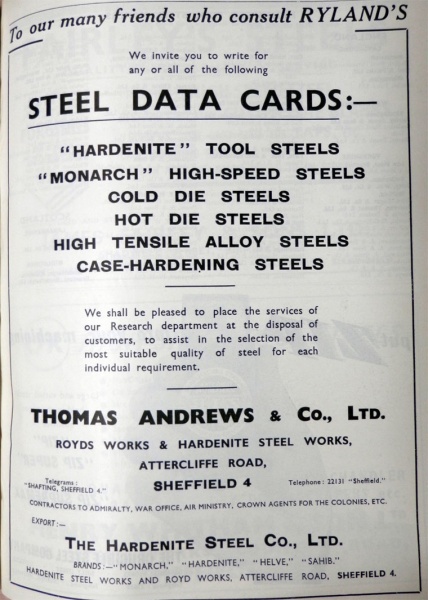 To our many friends who consult RYLAND'S
We invite you to write for
any or all of the following
STEEL DATA CARDS:—
"HARDENITE" TOOL STEELS
"MONARCH" HIGH-SPEED STEELS
COLD DIE STEELS
HOT DIE STEELS
HIGH TENSILE ALLOY STEELS
CASE-HARDENING STEELS
We shall be pleased to place the services of
our Research department at the disposal of
customers, to assist in the selection of the
most suitable quality of steel for each
individual requirement.
THOMAS ANDREWS & Co., LTD.
ROYDS WORKS & HARDENITE STEEL WORKS,
ATTERCLIFFE ROAD,
Telegrams:
"SHAFTING, SHEFFIELD 4."
SHEFFIELD 4
Telephone: 22131 "Sheffield."
CONTRACTORS TO ADMIRALTY, WAR OFFICE, AIR MINISTRY, CROWN AGENTS FOR THE COLONIES, ETC.
EXPORT:—
THE HARDENITE STEEL CO., LTD.
BRANDS:—"MONARCH," "HARDENITE," "HELVE," "SAHIB."
HARDENITE STEEL WORKS AND ROYD WORKS, ATTERCLIFFE ROAD, SHEFFIELD 4.